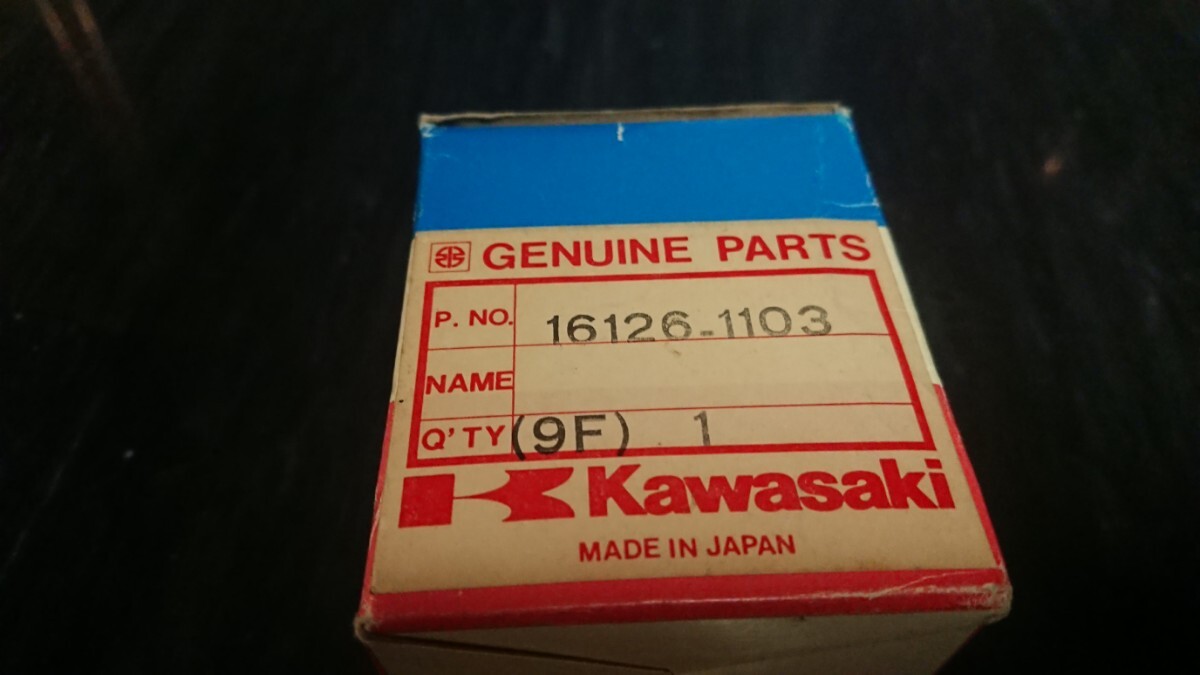 GENUINE PARTS
P. NO. 16126-1103
NAME
Q'TY (9F) 1
Kawasaki
MADE IN JAPAN